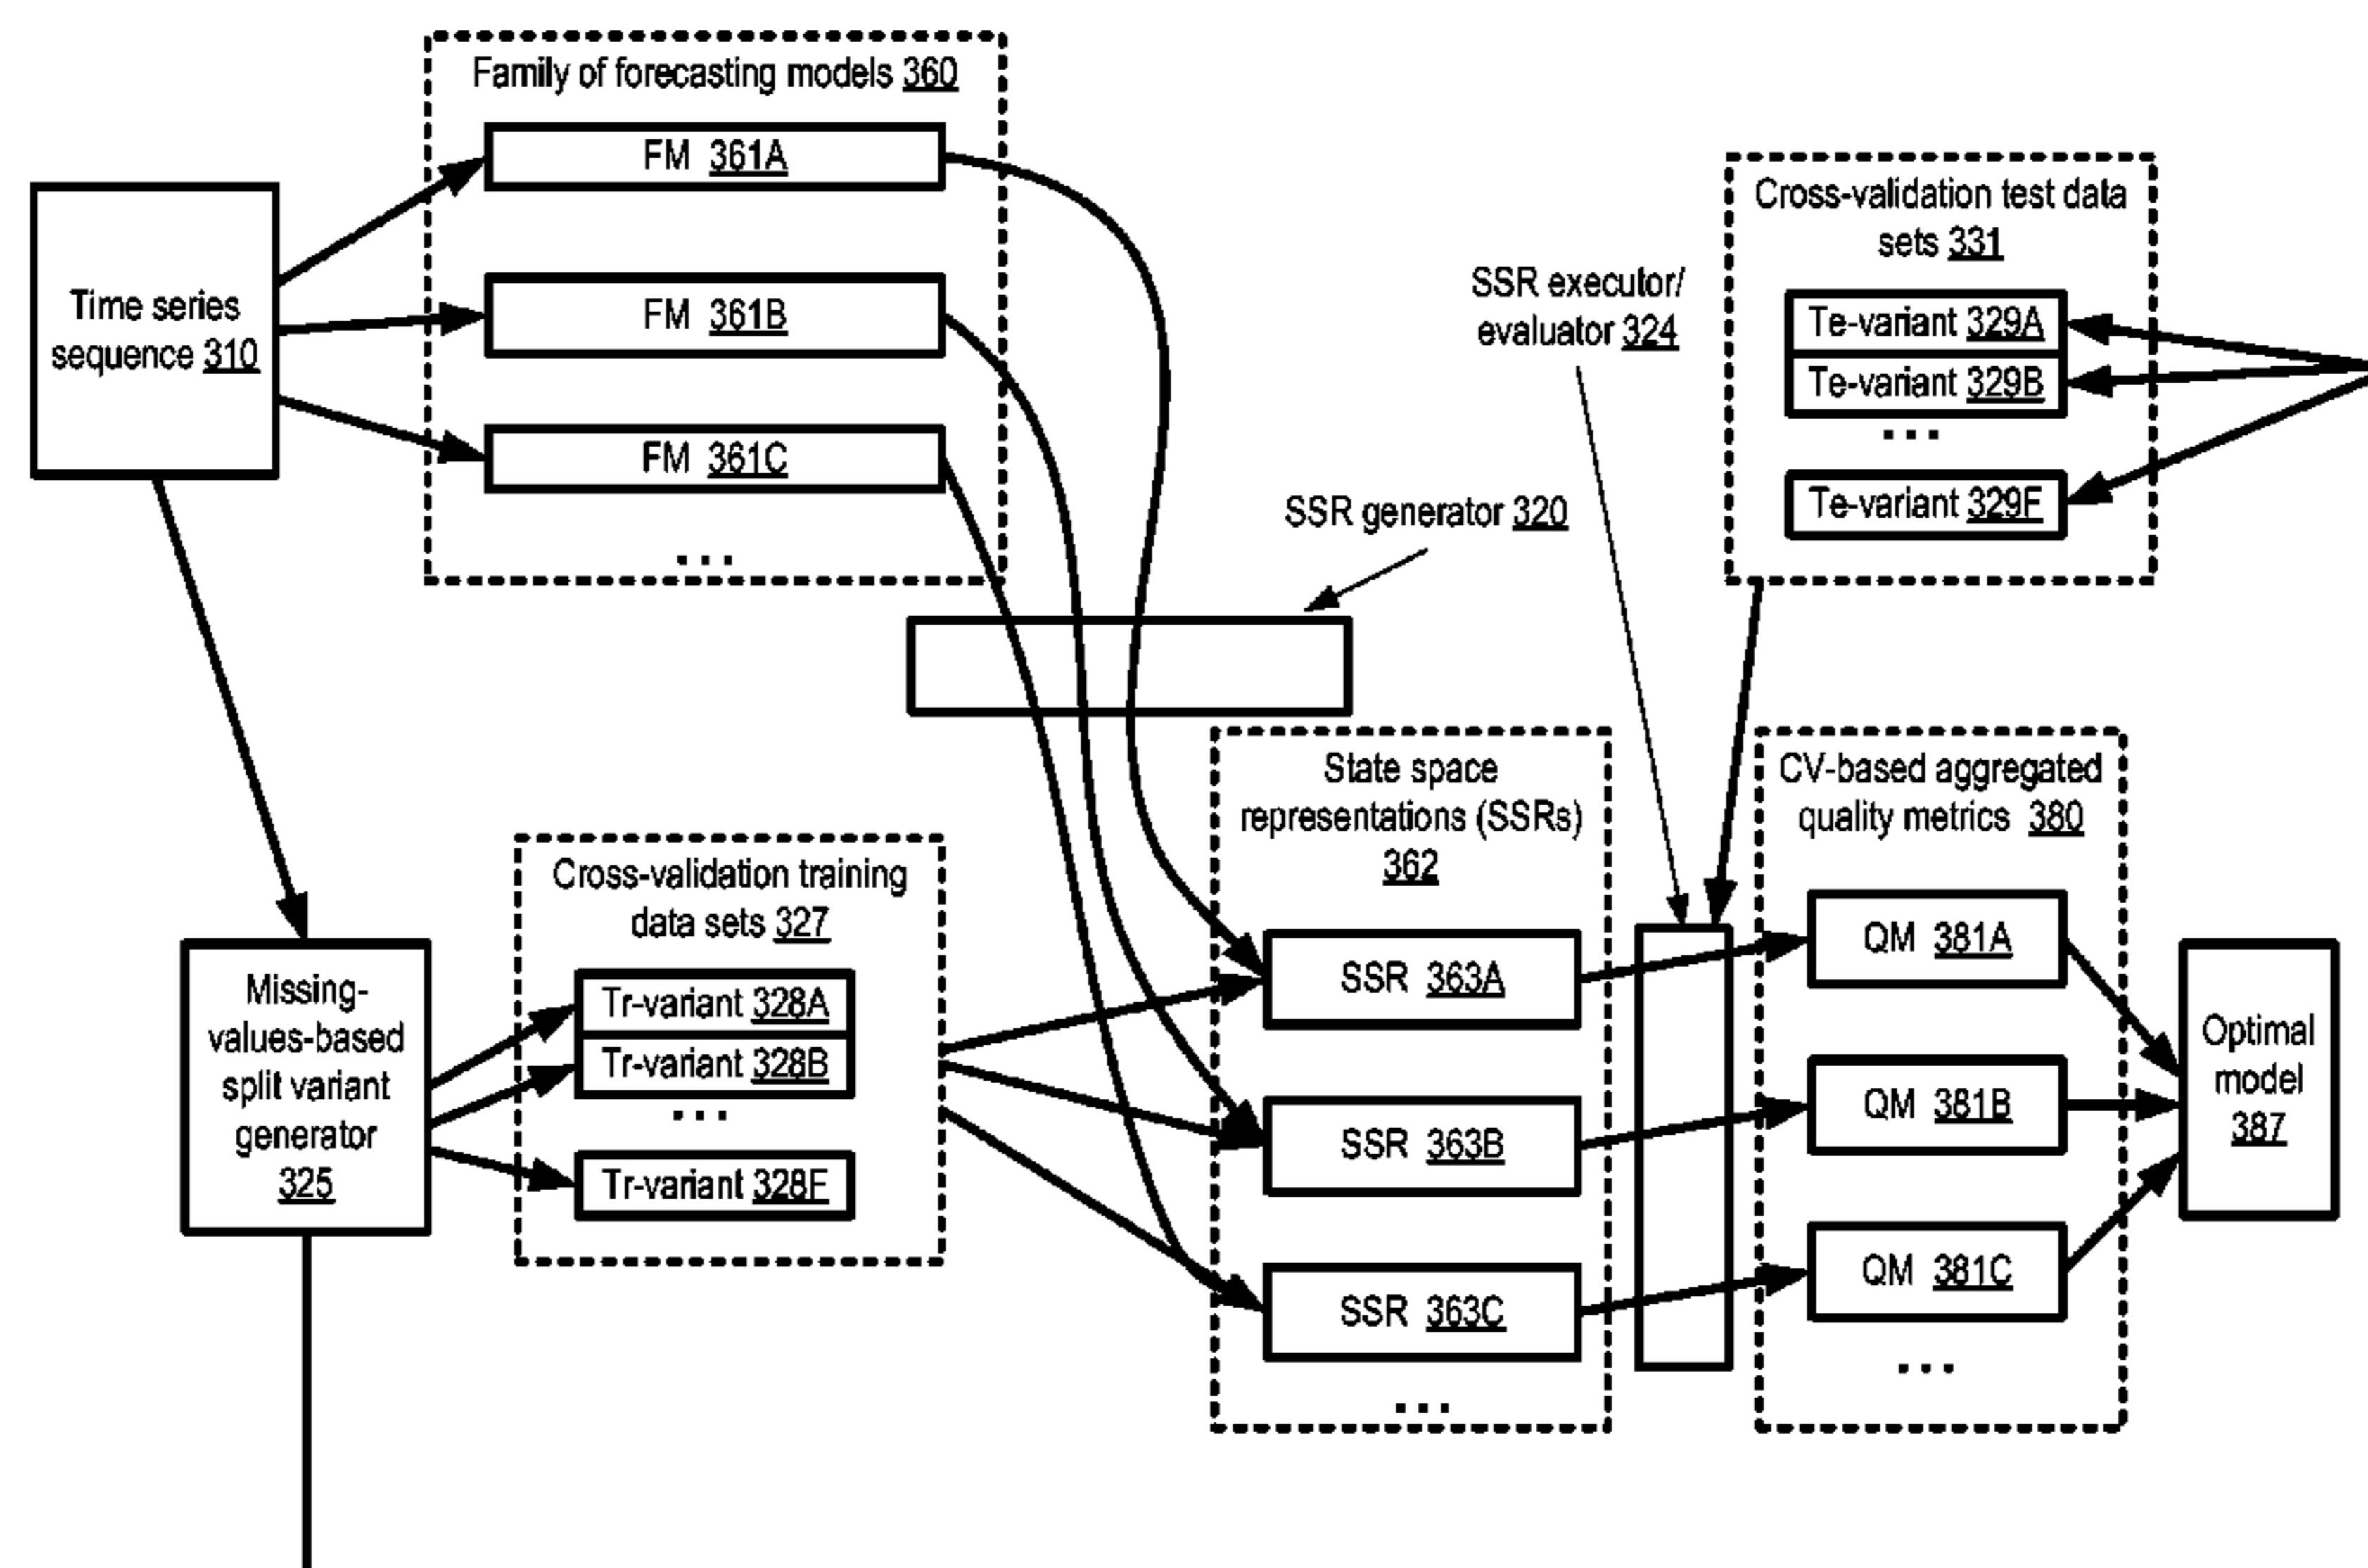 Family of forecasting models 360
FM 361A
FM 361B
FM 361C
...
Time series
sequence 310
SSR executor/
evaluator 324
Cross-validation test data
sets 331
Te-variant 329A
Te-variant 329B
...
Te-variant 329F
SSR generator 320
Missing-
values-based
split variant
generator
325
Cross-validation training
data sets 327
Tr-variant 328A
Tr-variant 328B
...
Tr-variant 328F
State space
representations (SSRs)
362
SSR 363A
SSR 363B
SSR 363C
...
CV-based aggregated
quality metrics 380
QM 381A
QM 381B
QM 381C
...
Optimal
model
387